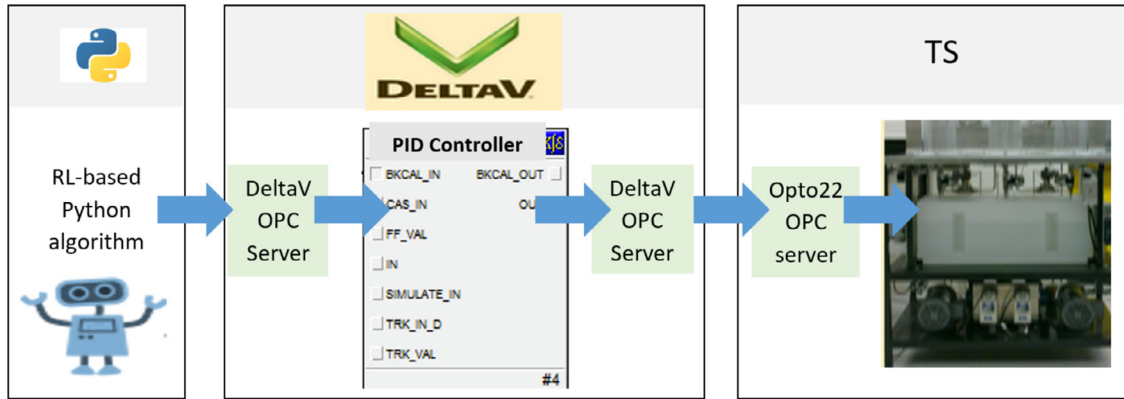 DELTAV
TS
RL-based
Python
algorithm
DeltaV
OPC
Server
PID Controller
BKCAL_IN BKCAL_OUT
CAS_IN
FF_VAL
IN
SIMULATE_IN
TRK_IN_D
TRK_VAL
#4
DeltaV
OPC
Server
Opto22
OPC
server